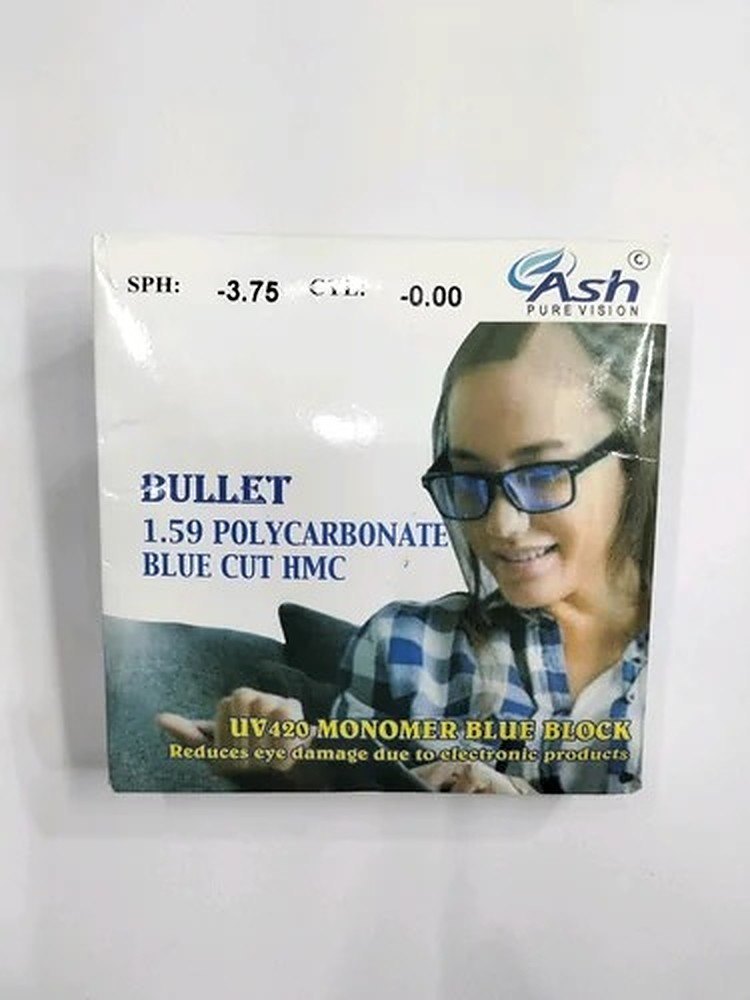 SPH: -3.75 CYL: -0.00
© Ash
PURE VISION
BULLET
1.59 POLYCARBONATE
BLUE CUT HMC
UV420 MONOMER BLUE BLOCK
Reduces eye damage due to electronic products